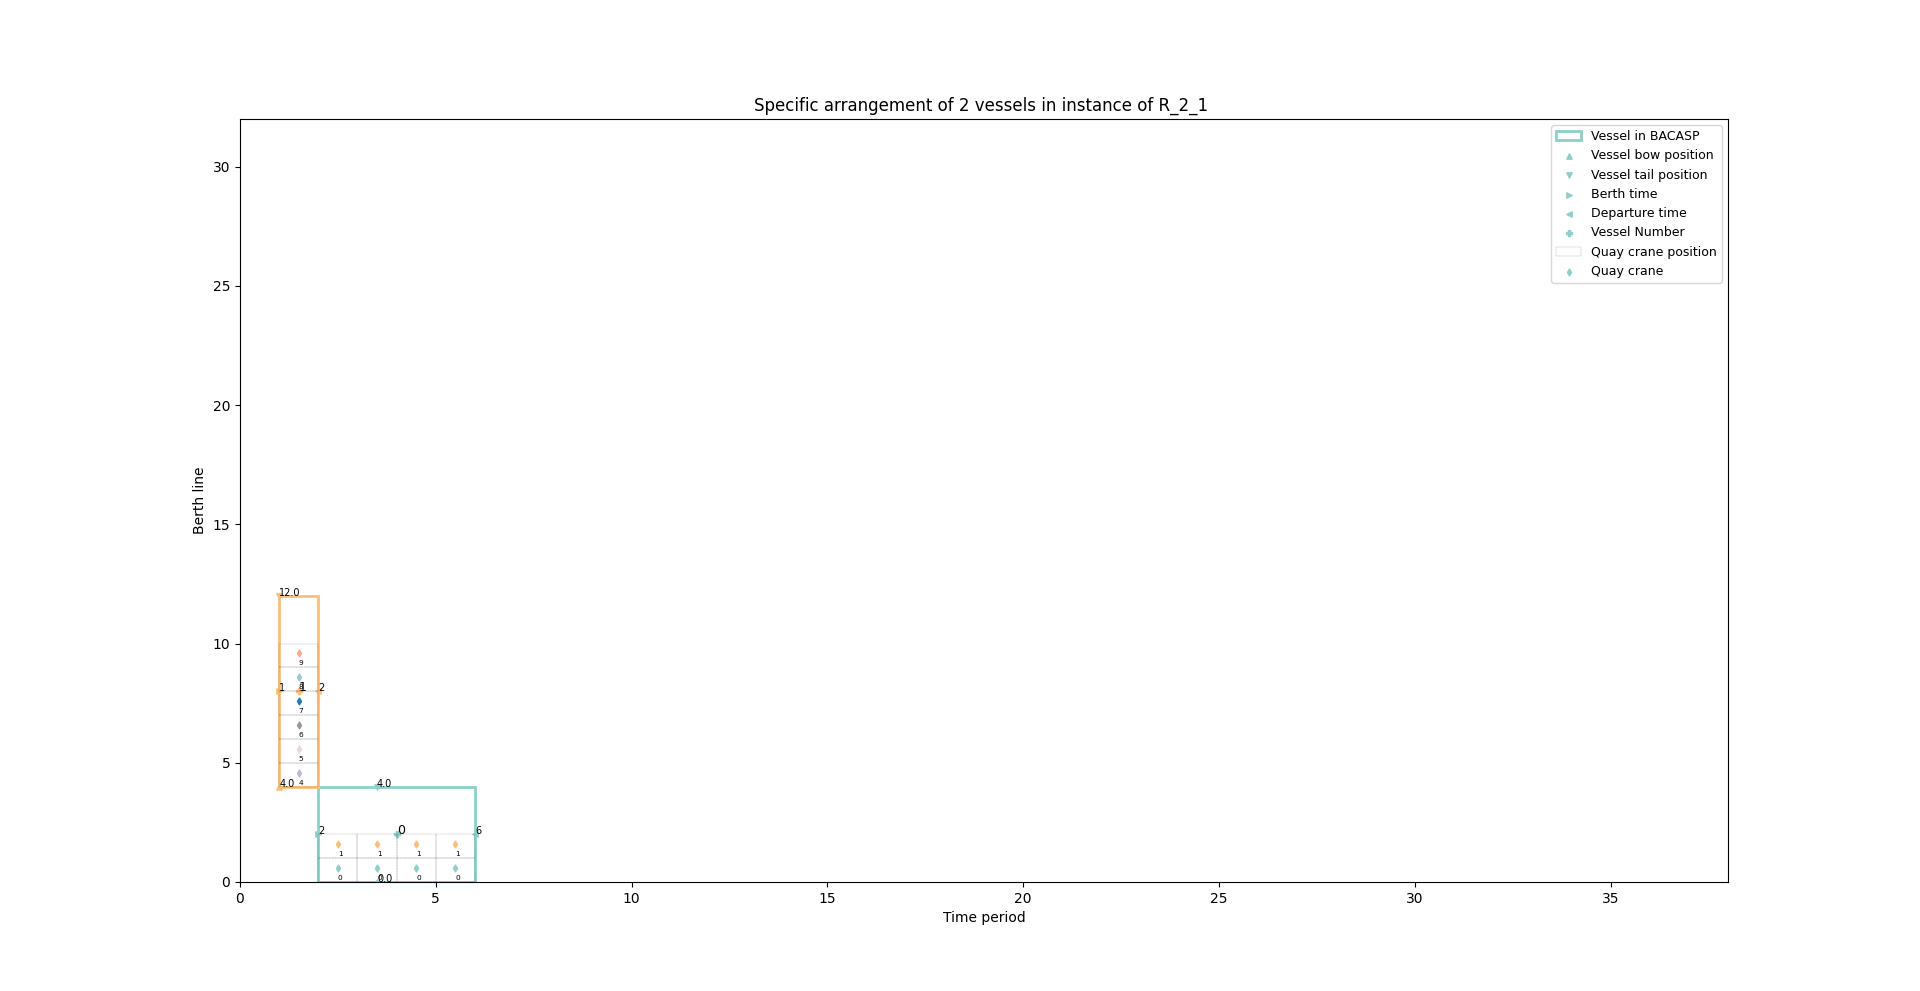 Specific arrangement of 2 vessels in instance of R_2_1
Vessel in BACASP
Vessel bow position
Vessel tail position
Berth time
Departure time
Vessel Number
Quay crane position
Quay crane
Berth line
30
25
20
15
10
5
0
12.0
9
8
1 1 2
7
6
5
4.0 4
4.0
2 0 6
1 1 1 1
0 0 0.0 0 0
0 5 10 15 20 25 30 35
Time period